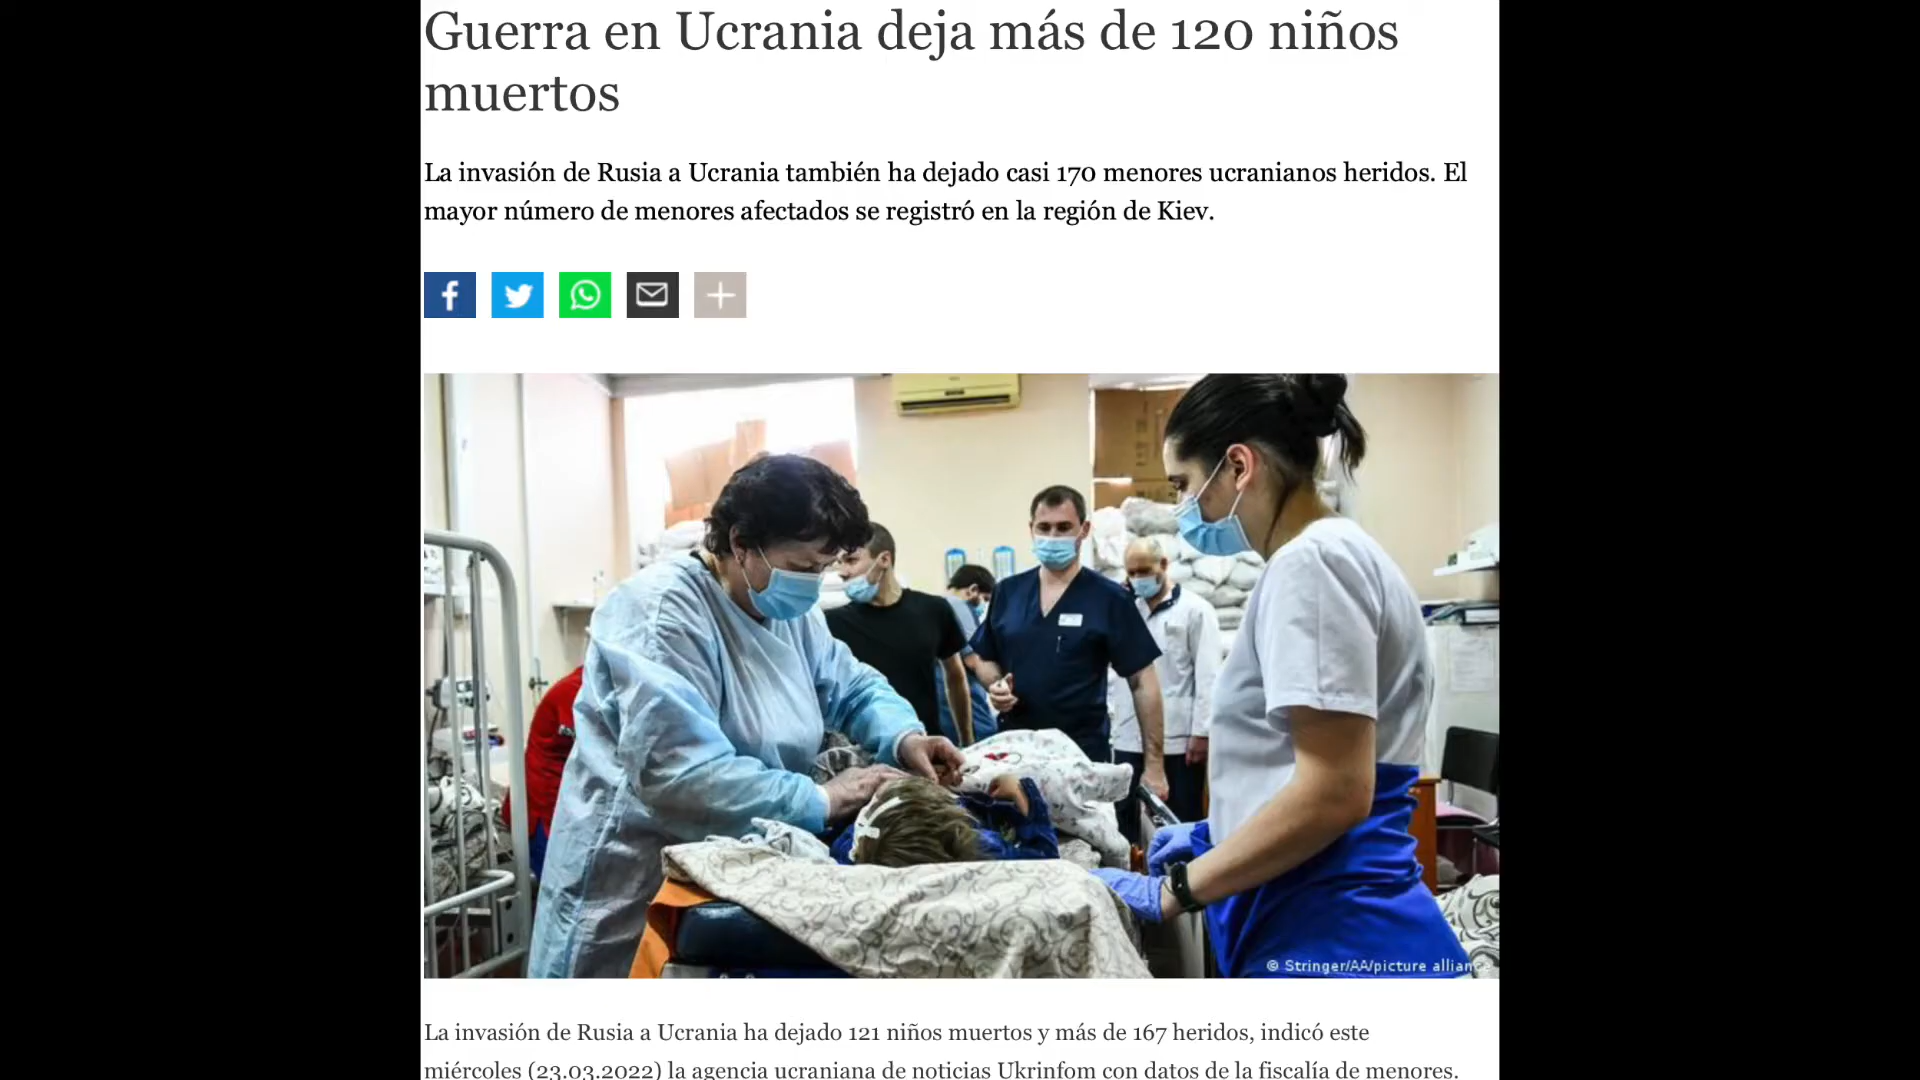 Guerra en Ucrania deja más de 120 niños
muertos
La invasión de Rusia a Ucrania también ha dejado casi 170 menores ucranianos heridos. El
mayor número de menores afectados se registró en la región de Kiev.
© Stringer/AA/picture alliance
La invasión de Rusia a Ucrania ha dejado 121 niños muertos y más de 167 heridos, indicó este
miércoles (23.03.2022) la agencia ucraniana de noticias Ukrinfom con datos de la fiscalía de menores.